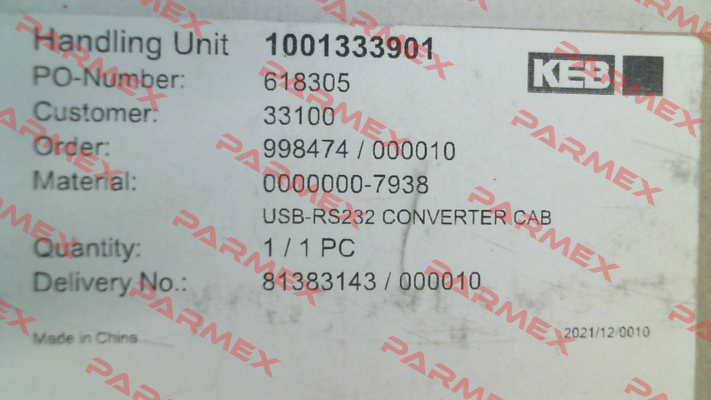 Handling Unit 1001333901
KEB
PO-Number: 618305
Customer: 33100
Order: 998474 / 000010
Material: 0000000-7938
USB-RS232 CONVERTER CAB
Quantity: 1 / 1 PC
Delivery No.: 81383143 / 000010
Made in China 2021/12/0010
PARMEX